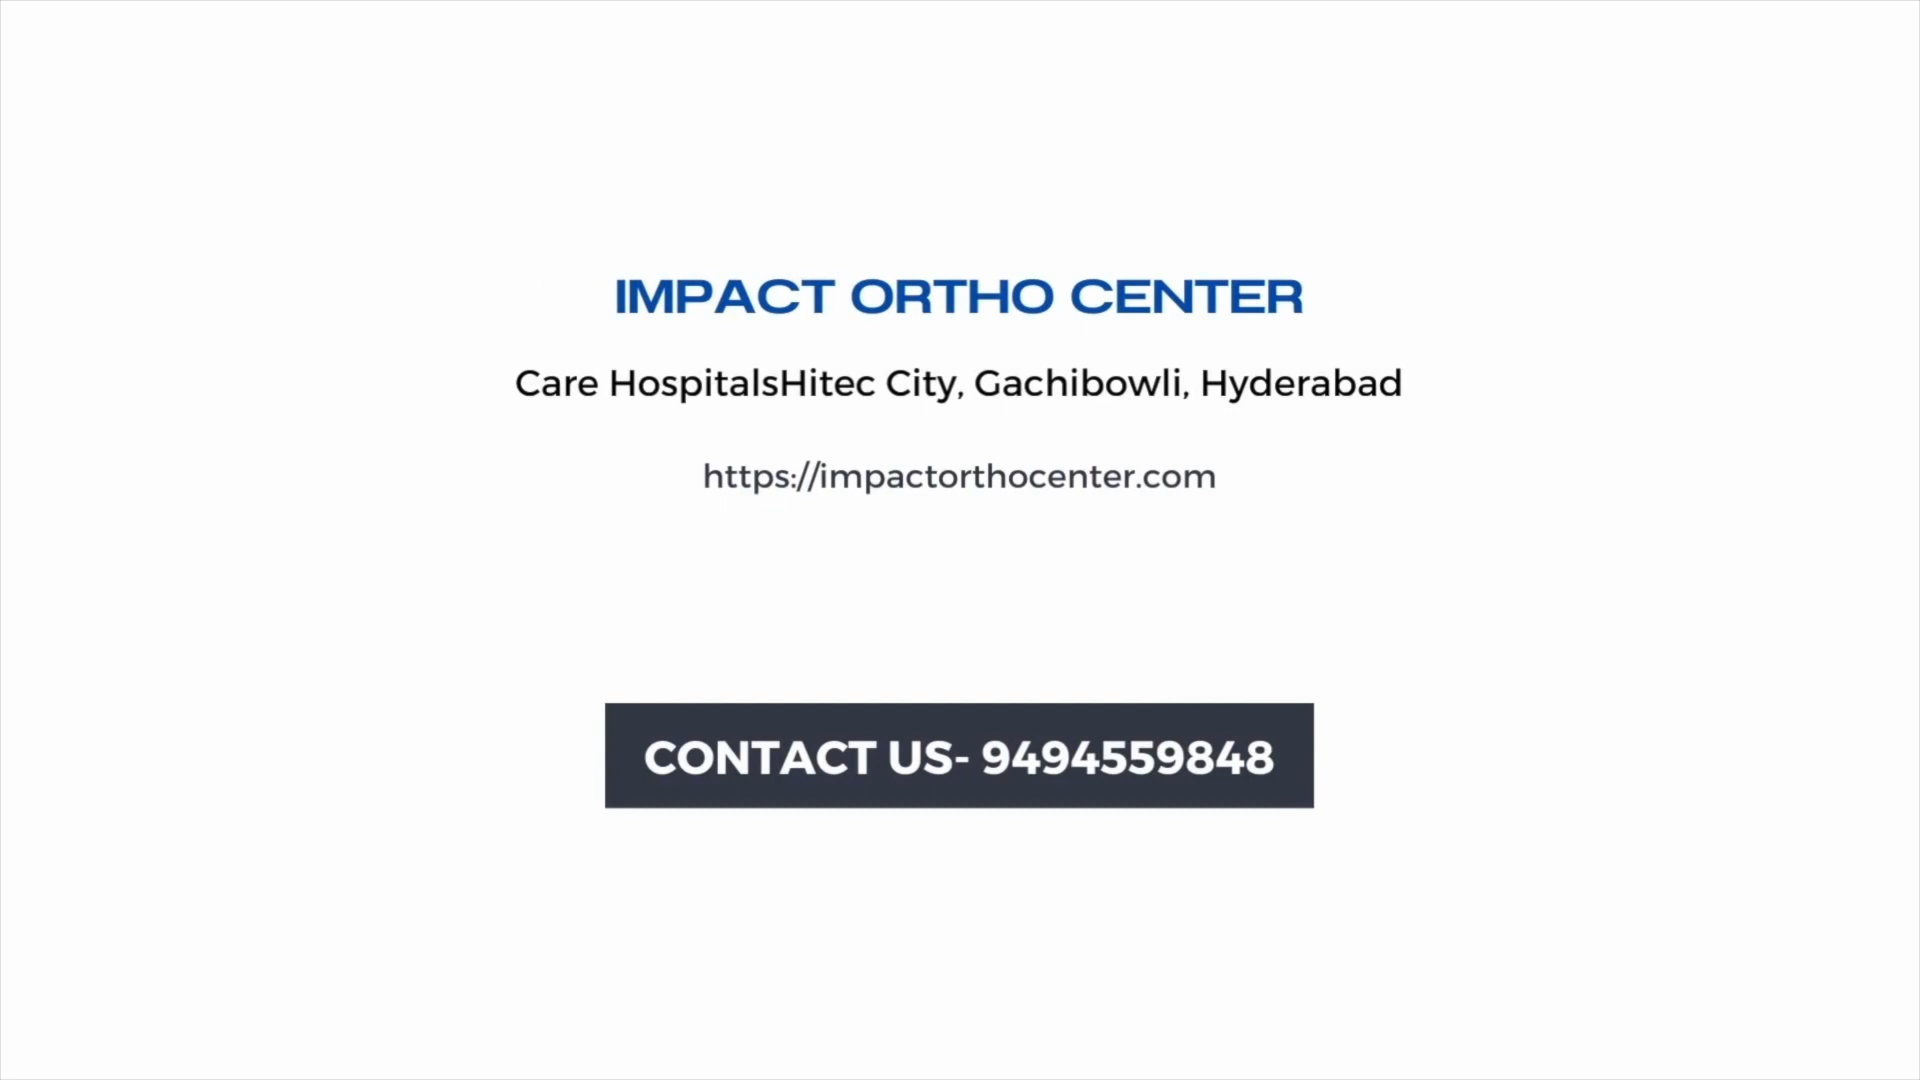 IMPACT ORTHO CENTER
Care HospitalsHitec City, Gachibowli, Hyderabad
https://impactorthocenter.com
CONTACT US- 9494559848